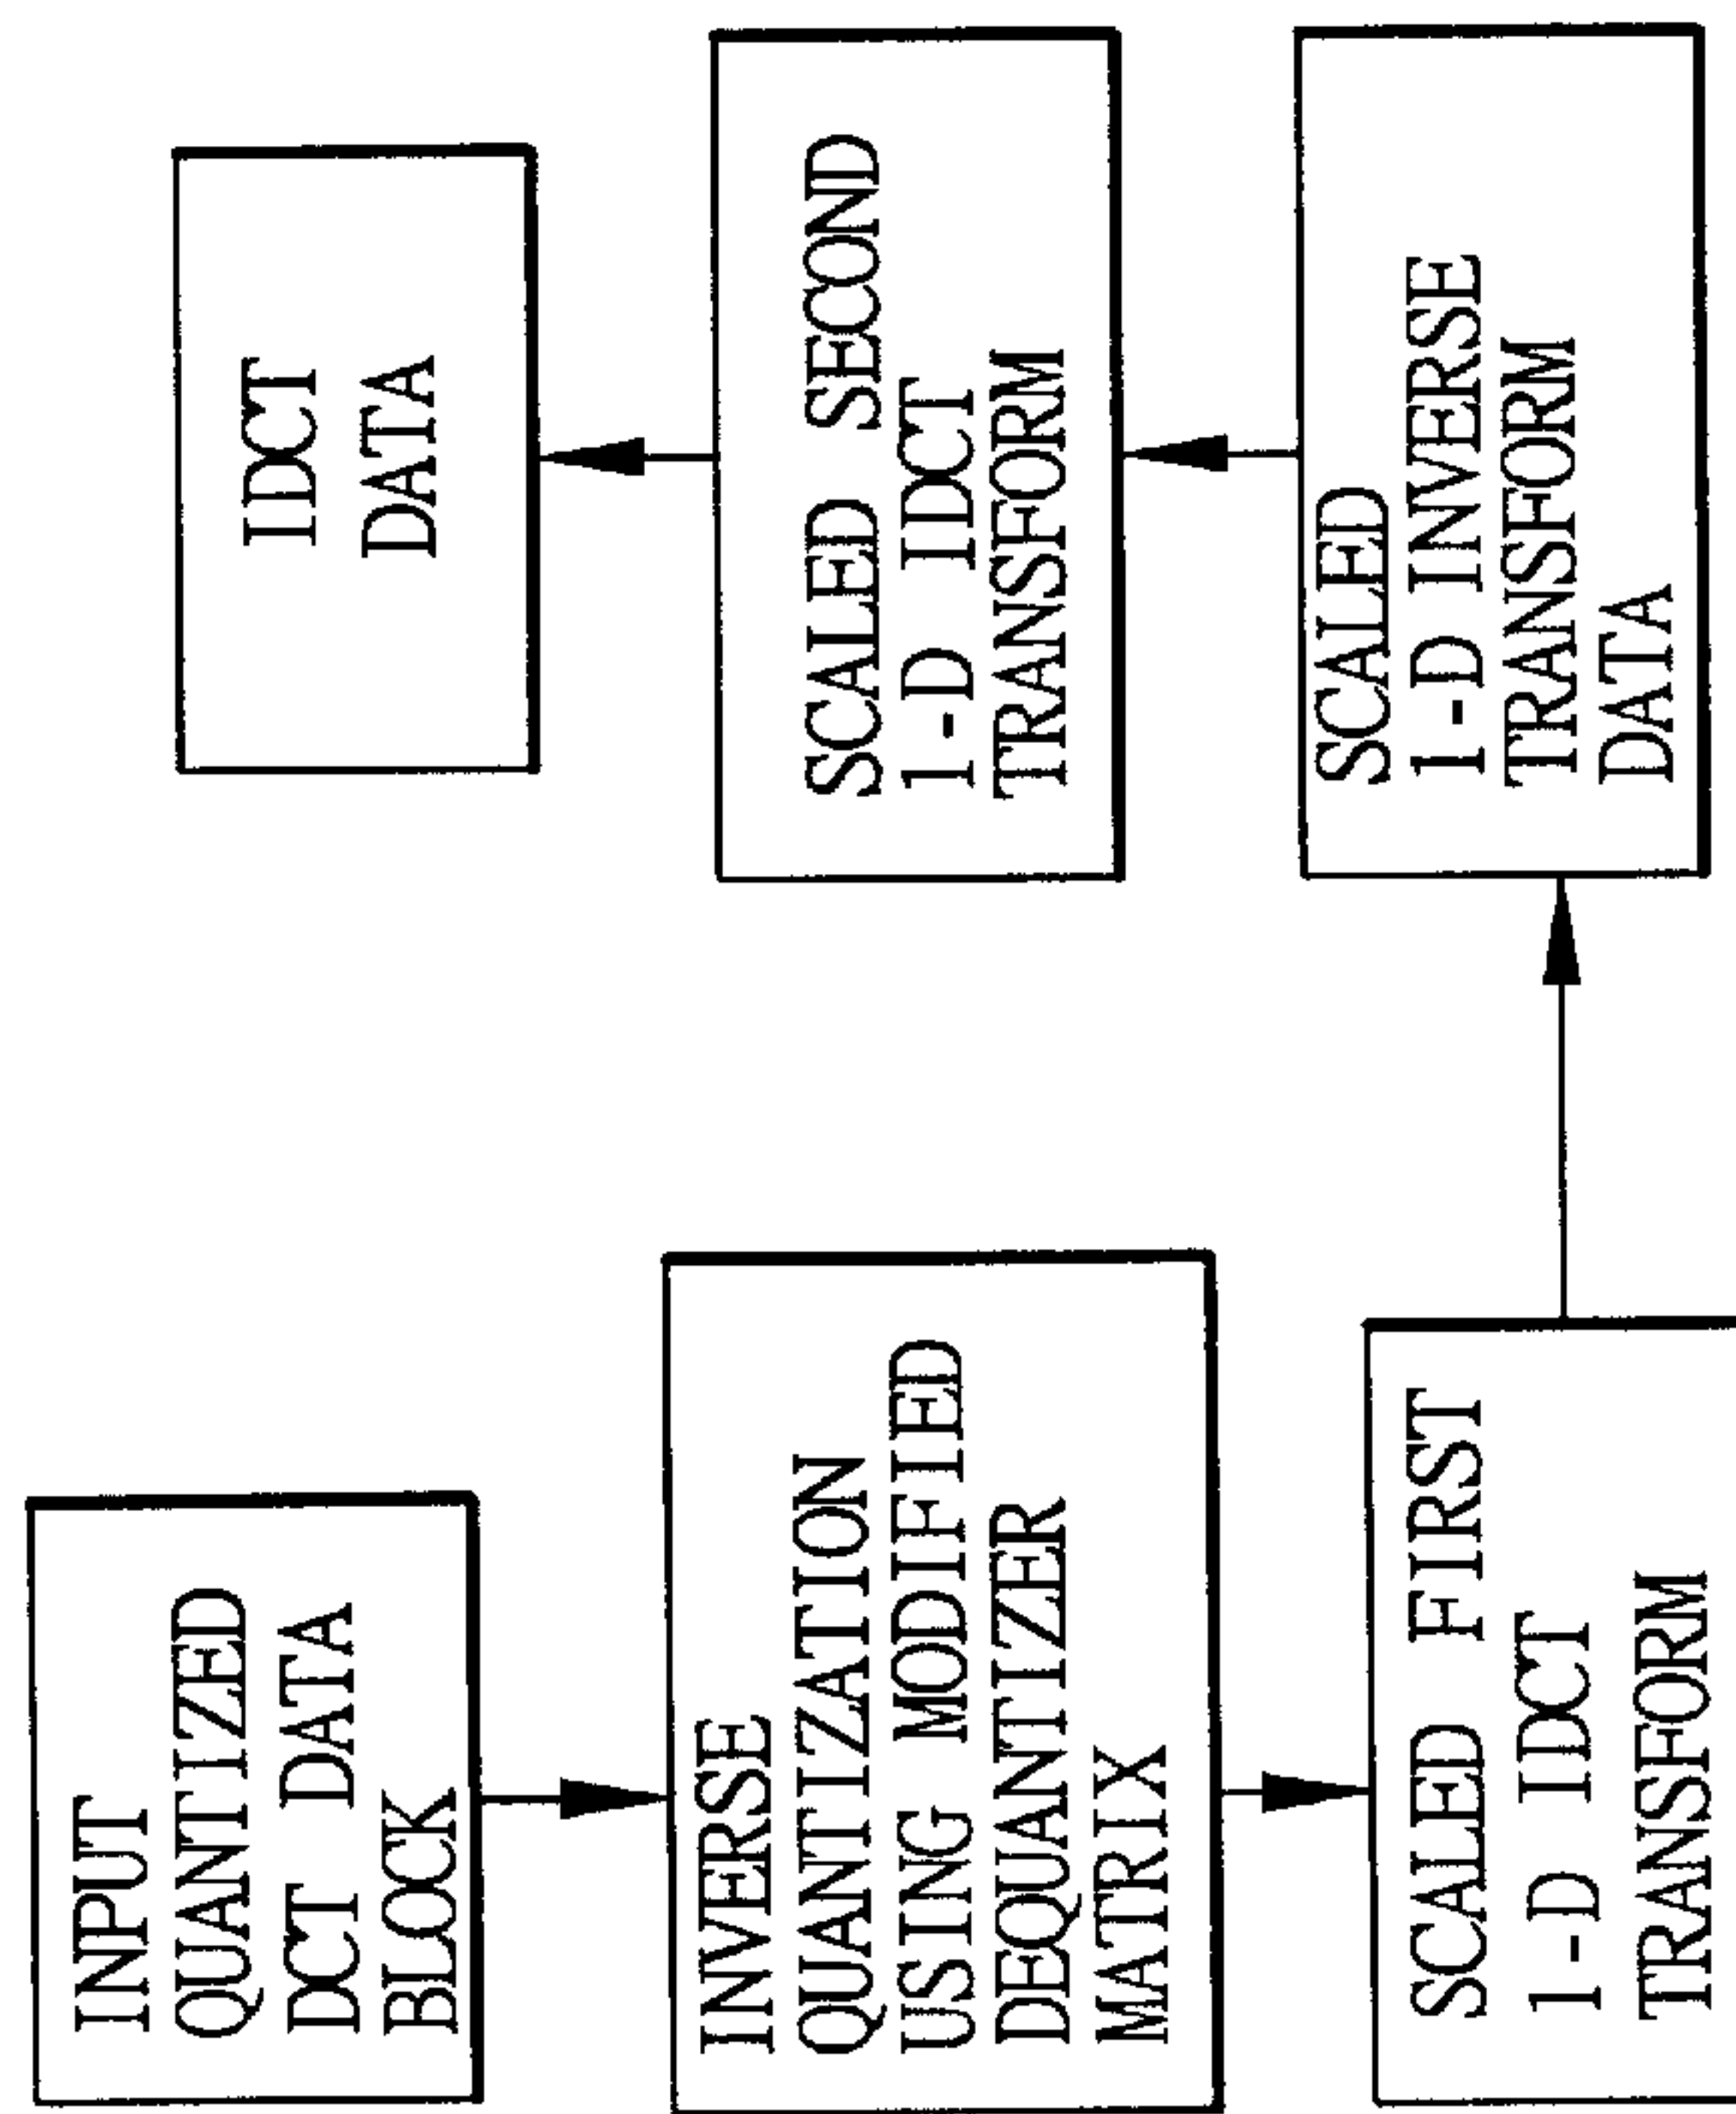 INPUT
QUANTIZED
DCT DATA
BLOCK
INVERSE
QUANTIZATION
USING MODIFIED
DEQUANTIZER
MATRIX
SCALED FIRST
1-D IDCT
TRANSFORM
SCALED
1-D INVERSE
TRANSFORM
DATA
SCALED SECOND
1-D IDCT
TRANSFORM
IDCT
DATA